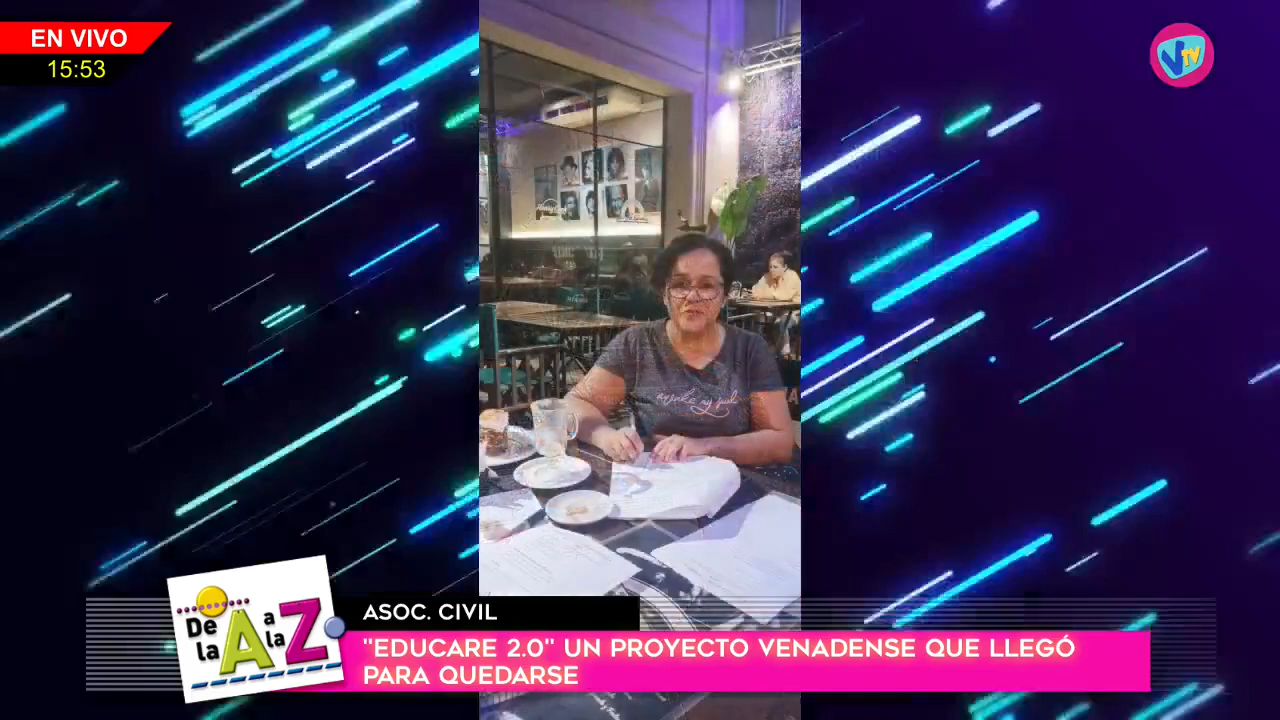 EN VIVO
15:53
VTV
De
la
A
a
la
Z
ASOC. CIVIL
"EDUCARE 2.0" UN PROYECTO VENADENSE QUE LLEGÓ
PARA QUEDARSE